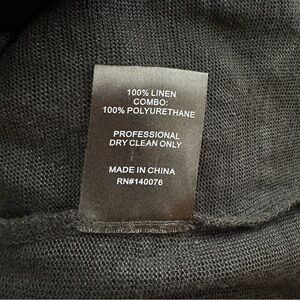 100% LINEN
COMBO:
100% POLYURETHANE
PROFESSIONAL
DRY CLEAN ONLY
MADE IN CHINA
RN#140076